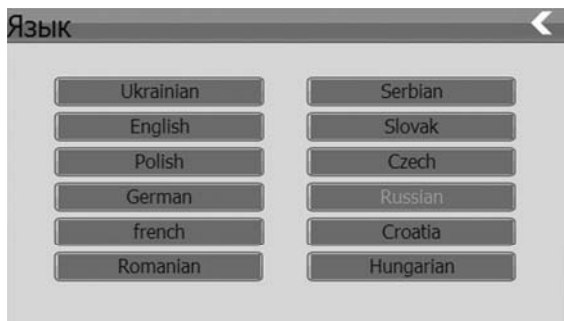 Язык
Ukrainian
English
Polish
German
french
Romanian
Serbian
Slovak
Czech
Russian
Croatia
Hungarian